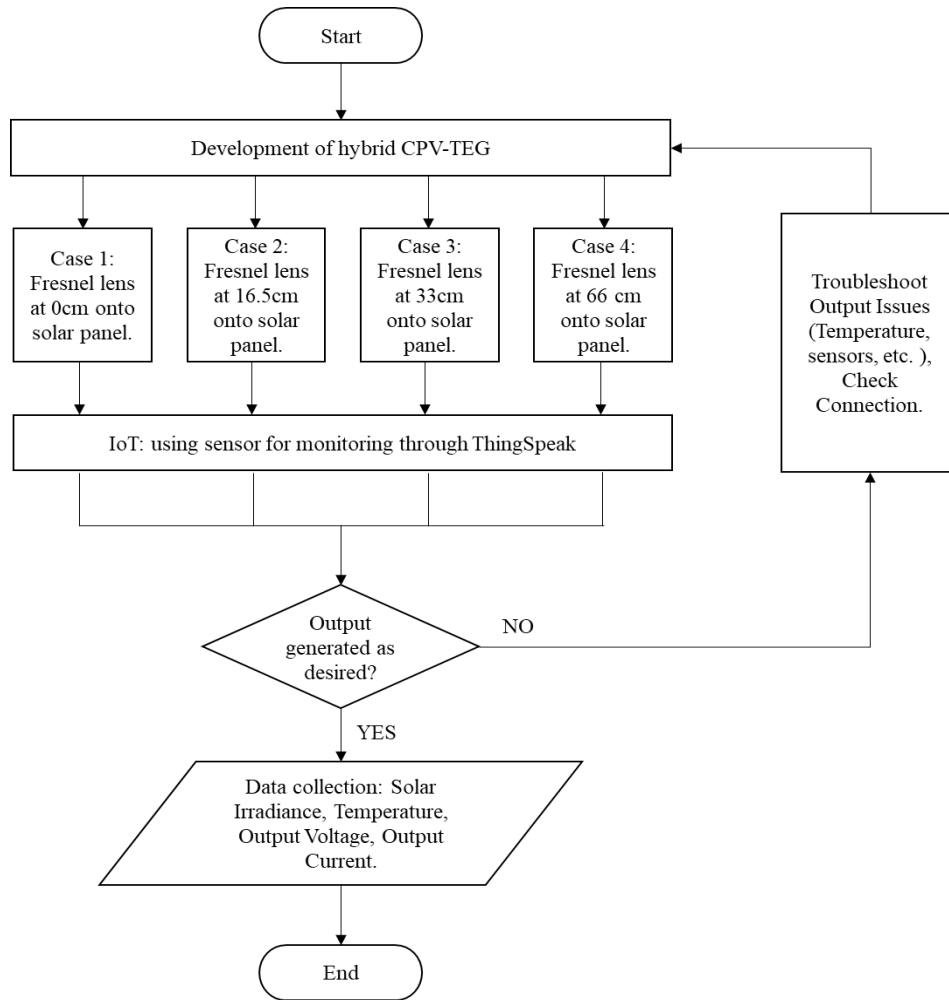 Start
Development of hybrid CPV-TEG
Case 1:
Fresnel lens
at 0cm onto
solar panel.
Case 2:
Fresnel lens
at 16.5cm
onto solar
panel.
Case 3:
Fresnel lens
at 33cm
onto solar
panel.
Case 4:
Fresnel lens
at 66 cm
onto solar
panel.
Troubleshoot
Output Issues
(Temperature,
sensors, etc. ),
Check
Connection.
IoT: using sensor for monitoring through ThingSpeak
Output
generated as
desired?
NO
YES
Data collection: Solar
Irradiance, Temperature,
Output Voltage, Output
Current.
End